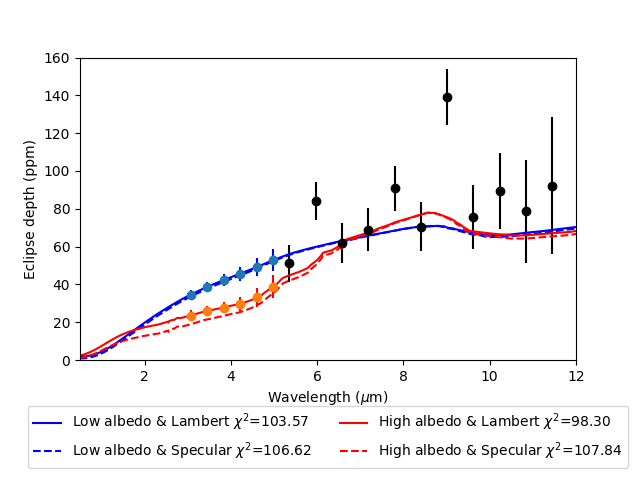 160
140
120
100
80
60
40
20
0
Eclipse depth (ppm)
2 4 6 8 10 12
Wavelength (μm)
Low albedo & Lambert χ²=103.57
High albedo & Lambert χ²=98.30
Low albedo & Specular χ²=106.62
High albedo & Specular χ²=107.84